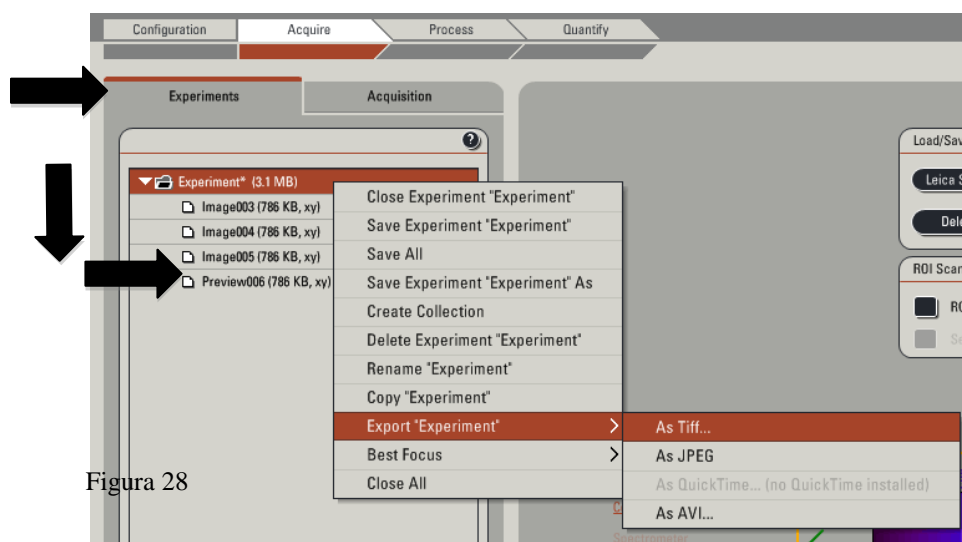 Configuration Acquire Process Quantify
Experiments Acquisition
?
Load/Sav
Experiment* (3.1 MB)
Leica S
Image003 (786 KB, xy)
Image004 (786 KB, xy)
Dele
Image005 (786 KB, xy)
Preview006 (786 KB, xy)
ROI Scan
RO
Se
Close Experiment "Experiment"
Save Experiment "Experiment"
Save All
Save Experiment "Experiment" As
Create Collection
Delete Experiment "Experiment"
Rename "Experiment"
Copy "Experiment"
Export "Experiment"
Best Focus
Close All
As Tiff...
As JPEG
As QuickTime... (no QuickTime installed)
As AVI...
Figura 28
C
Spectrometer